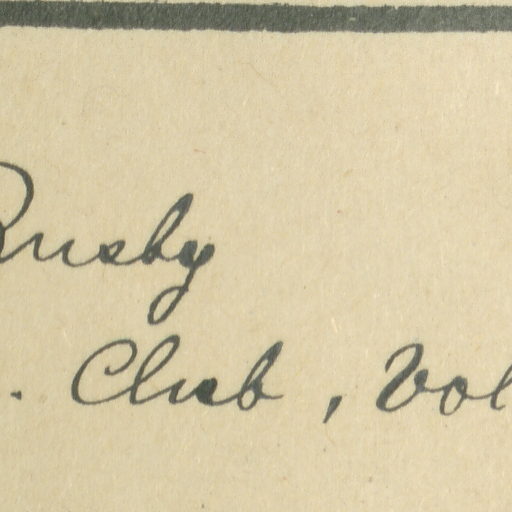 Rusby
. Club, Vol